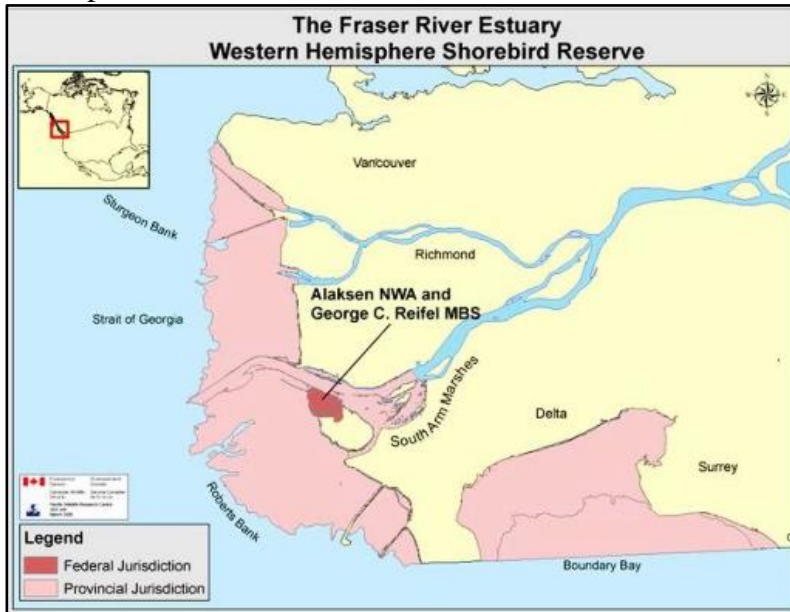 The Fraser River Estuary
Western Hemisphere Shorebird Reserve
N
W
E
S
Vancouver
Sturgeon Bank
Richmond
Alaksen NWA and
George C. Reifel MBS
Strait of Georgia
South Arm Marshes
Delta
Surrey
Roberts Bank
Boundary Bay
Legend
Federal Jurisdiction
Provincial Jurisdiction